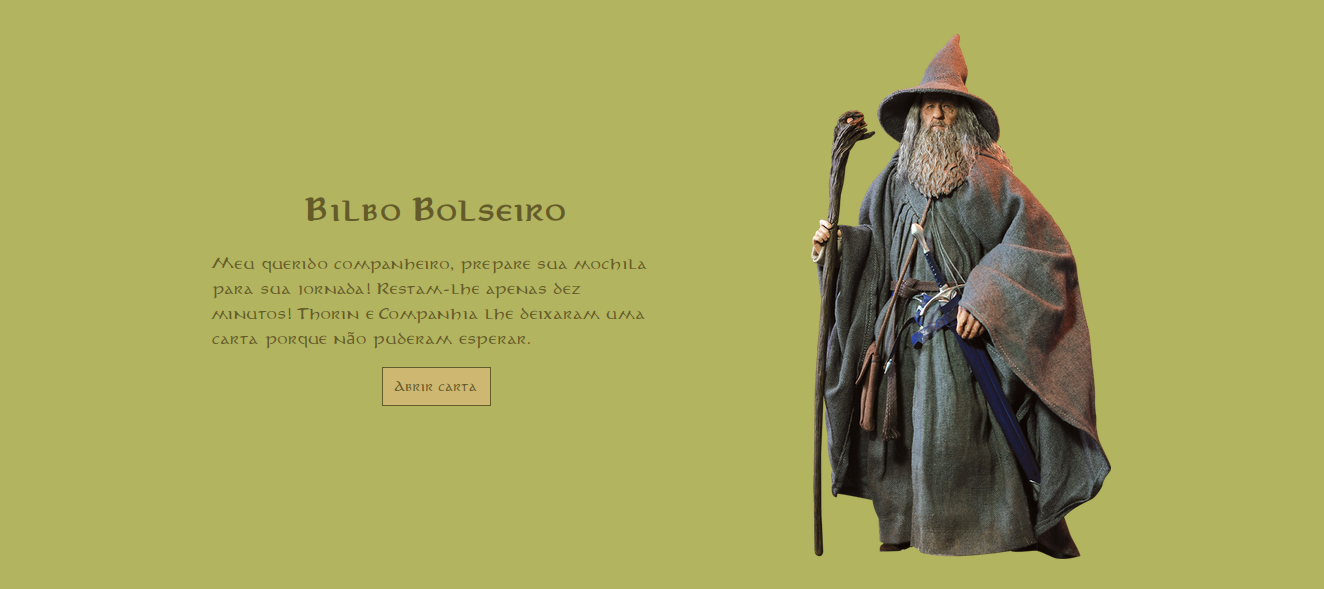 Bilbo Bolseiro
Meu querido companheiro, prepare sua mochila
para sua jornada! Restam-lhe apenas dez
minutos! Thorin e Companhia lhe deixaram uma
carta porque não puderam esperar.
Abrir carta